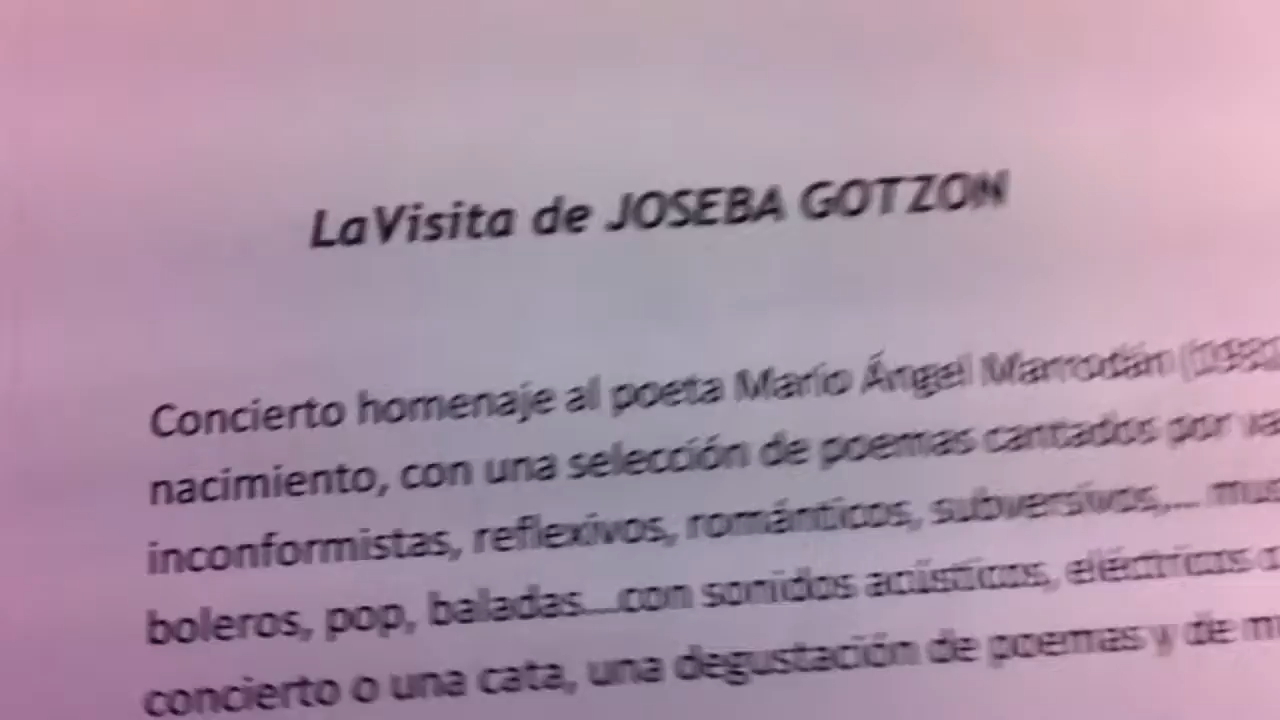 LaVisita de JOSEBA GOTZON
Concierto homenaje al poeta Mario Ángel Marrodán
nacimiento, con una selección de poemas cantados por
inconformistas, reflexivos, románticos, subversivos,...
boleros, pop, baladas...con sonidos acústicos, eléctricos
concierto o una cata, una degustación de poemas y de